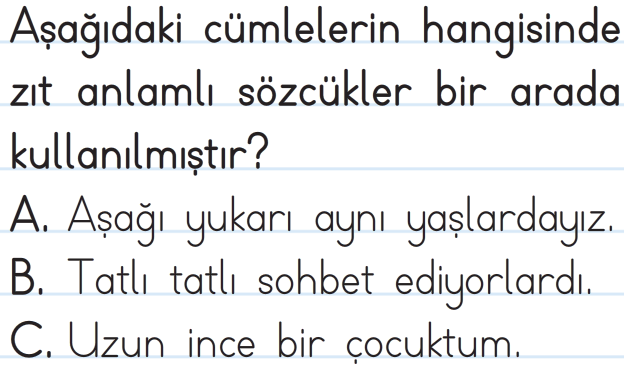 Aşağıdaki cümlelerin hangisinde
zıt anlamlı sözcükler bir arada
kullanılmıştır?
A. Aşağı yukarı aynı yaşlardayız.
B. Tatlı tatlı sohbet ediyorlardı.
C. Uzun ince bir çocuktum.